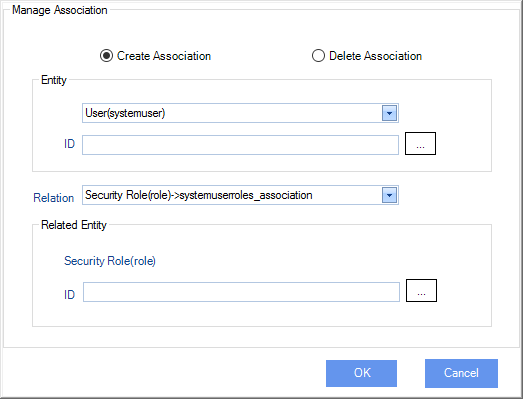 Manage Association
Create Association Delete Association
Entity
User(systemuser)
ID ...
Relation Security Role(role)->systemuserroles_association
Related Entity
Security Role(role)
ID ...
OK Cancel